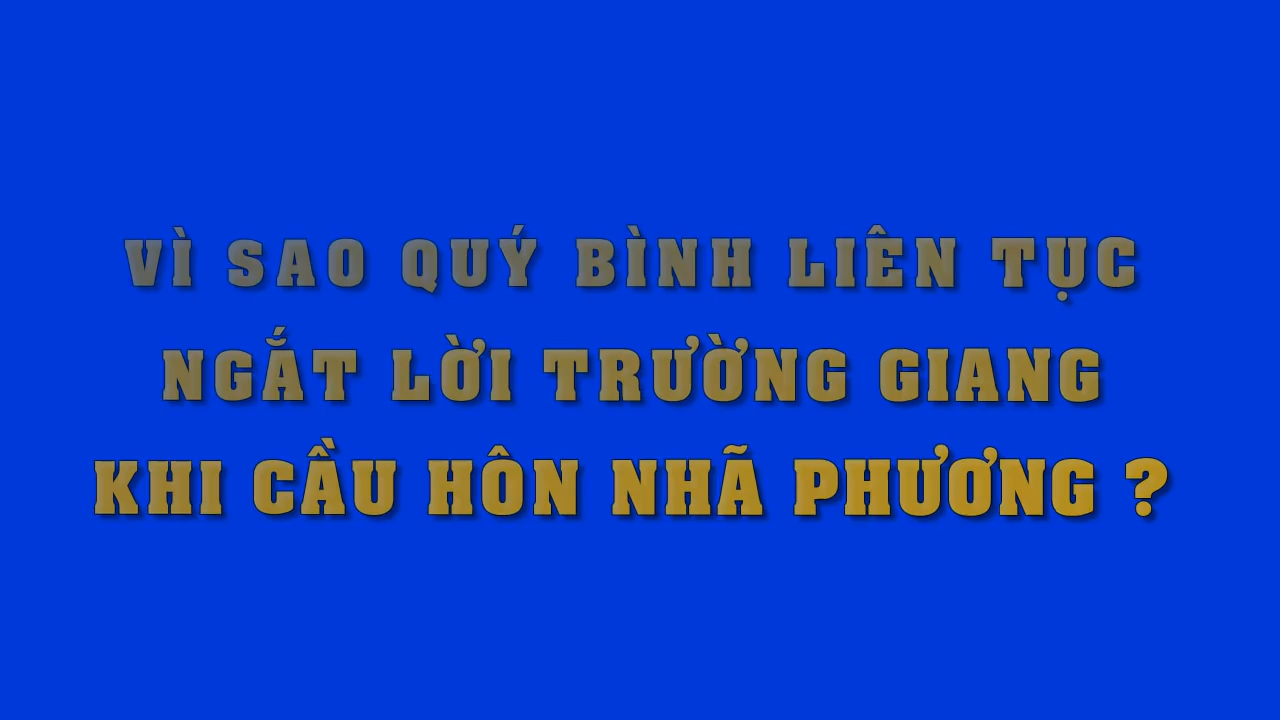 VÌ SAO QUÝ BÌNH LIÊN TỤC
NGẮT LỜI TRƯỜNG GIANG
KHI CẦU HÔN NHÃ PHƯƠNG ?